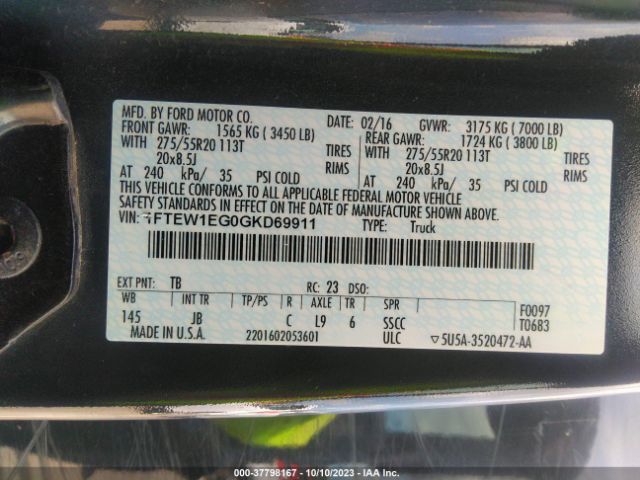 MFD. BY FORD MOTOR CO.
DATE: 02/16 GVWR: 3175 KG ( 7000 LB)
FRONT GAWR: 1565 KG ( 3450 LB)
REAR GAWR: 1724 KG ( 3800 LB)
WITH 275/55R20 113T TIRES
WITH 275/55R20 113T TIRES
20x8.5J RIMS
20x8.5J RIMS
AT 240 kPa/ 35 PSI COLD
AT 240 kPa/ 35 PSI COLD
THIS VEHICLE CONFORMS TO ALL APPLICABLE FEDERAL MOTOR VEHICLE
SAFETY STANDARDS IN EFFECT ON THE DATE OF MANUFACTURE SHOWN ABOVE.
VIN: 1FTEW1EG0GKD69911 TYPE: Truck
EXT PNT: TB RC: 23 DSO:
WB INT TR TP/PS R AXLE TR SPR
145 JB C L9 6 SSCC
F0097
T0683
MADE IN U.S.A. 2201602053601 ULC ▽5U5A-3520472-AA
000-37798167 - 10/10/2023 - IAA Inc.